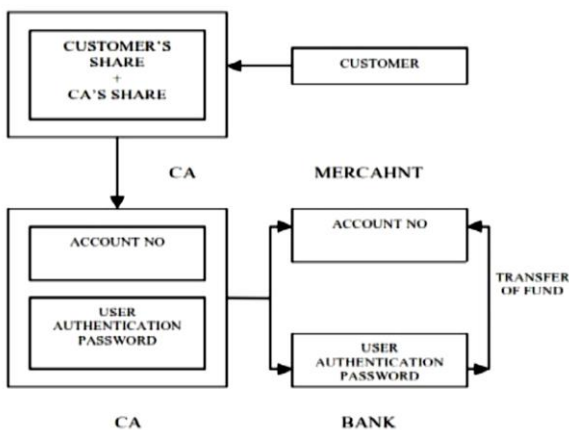 CUSTOMER'S
SHARE
+
CA'S SHARE
CUSTOMER
CA
MERCAHNT
ACCOUNT NO
USER
AUTHENTICATION
PASSWORD
ACCOUNT NO
USER
AUTHENTICATION
PASSWORD
TRANSFER
OF FUND
CA
BANK